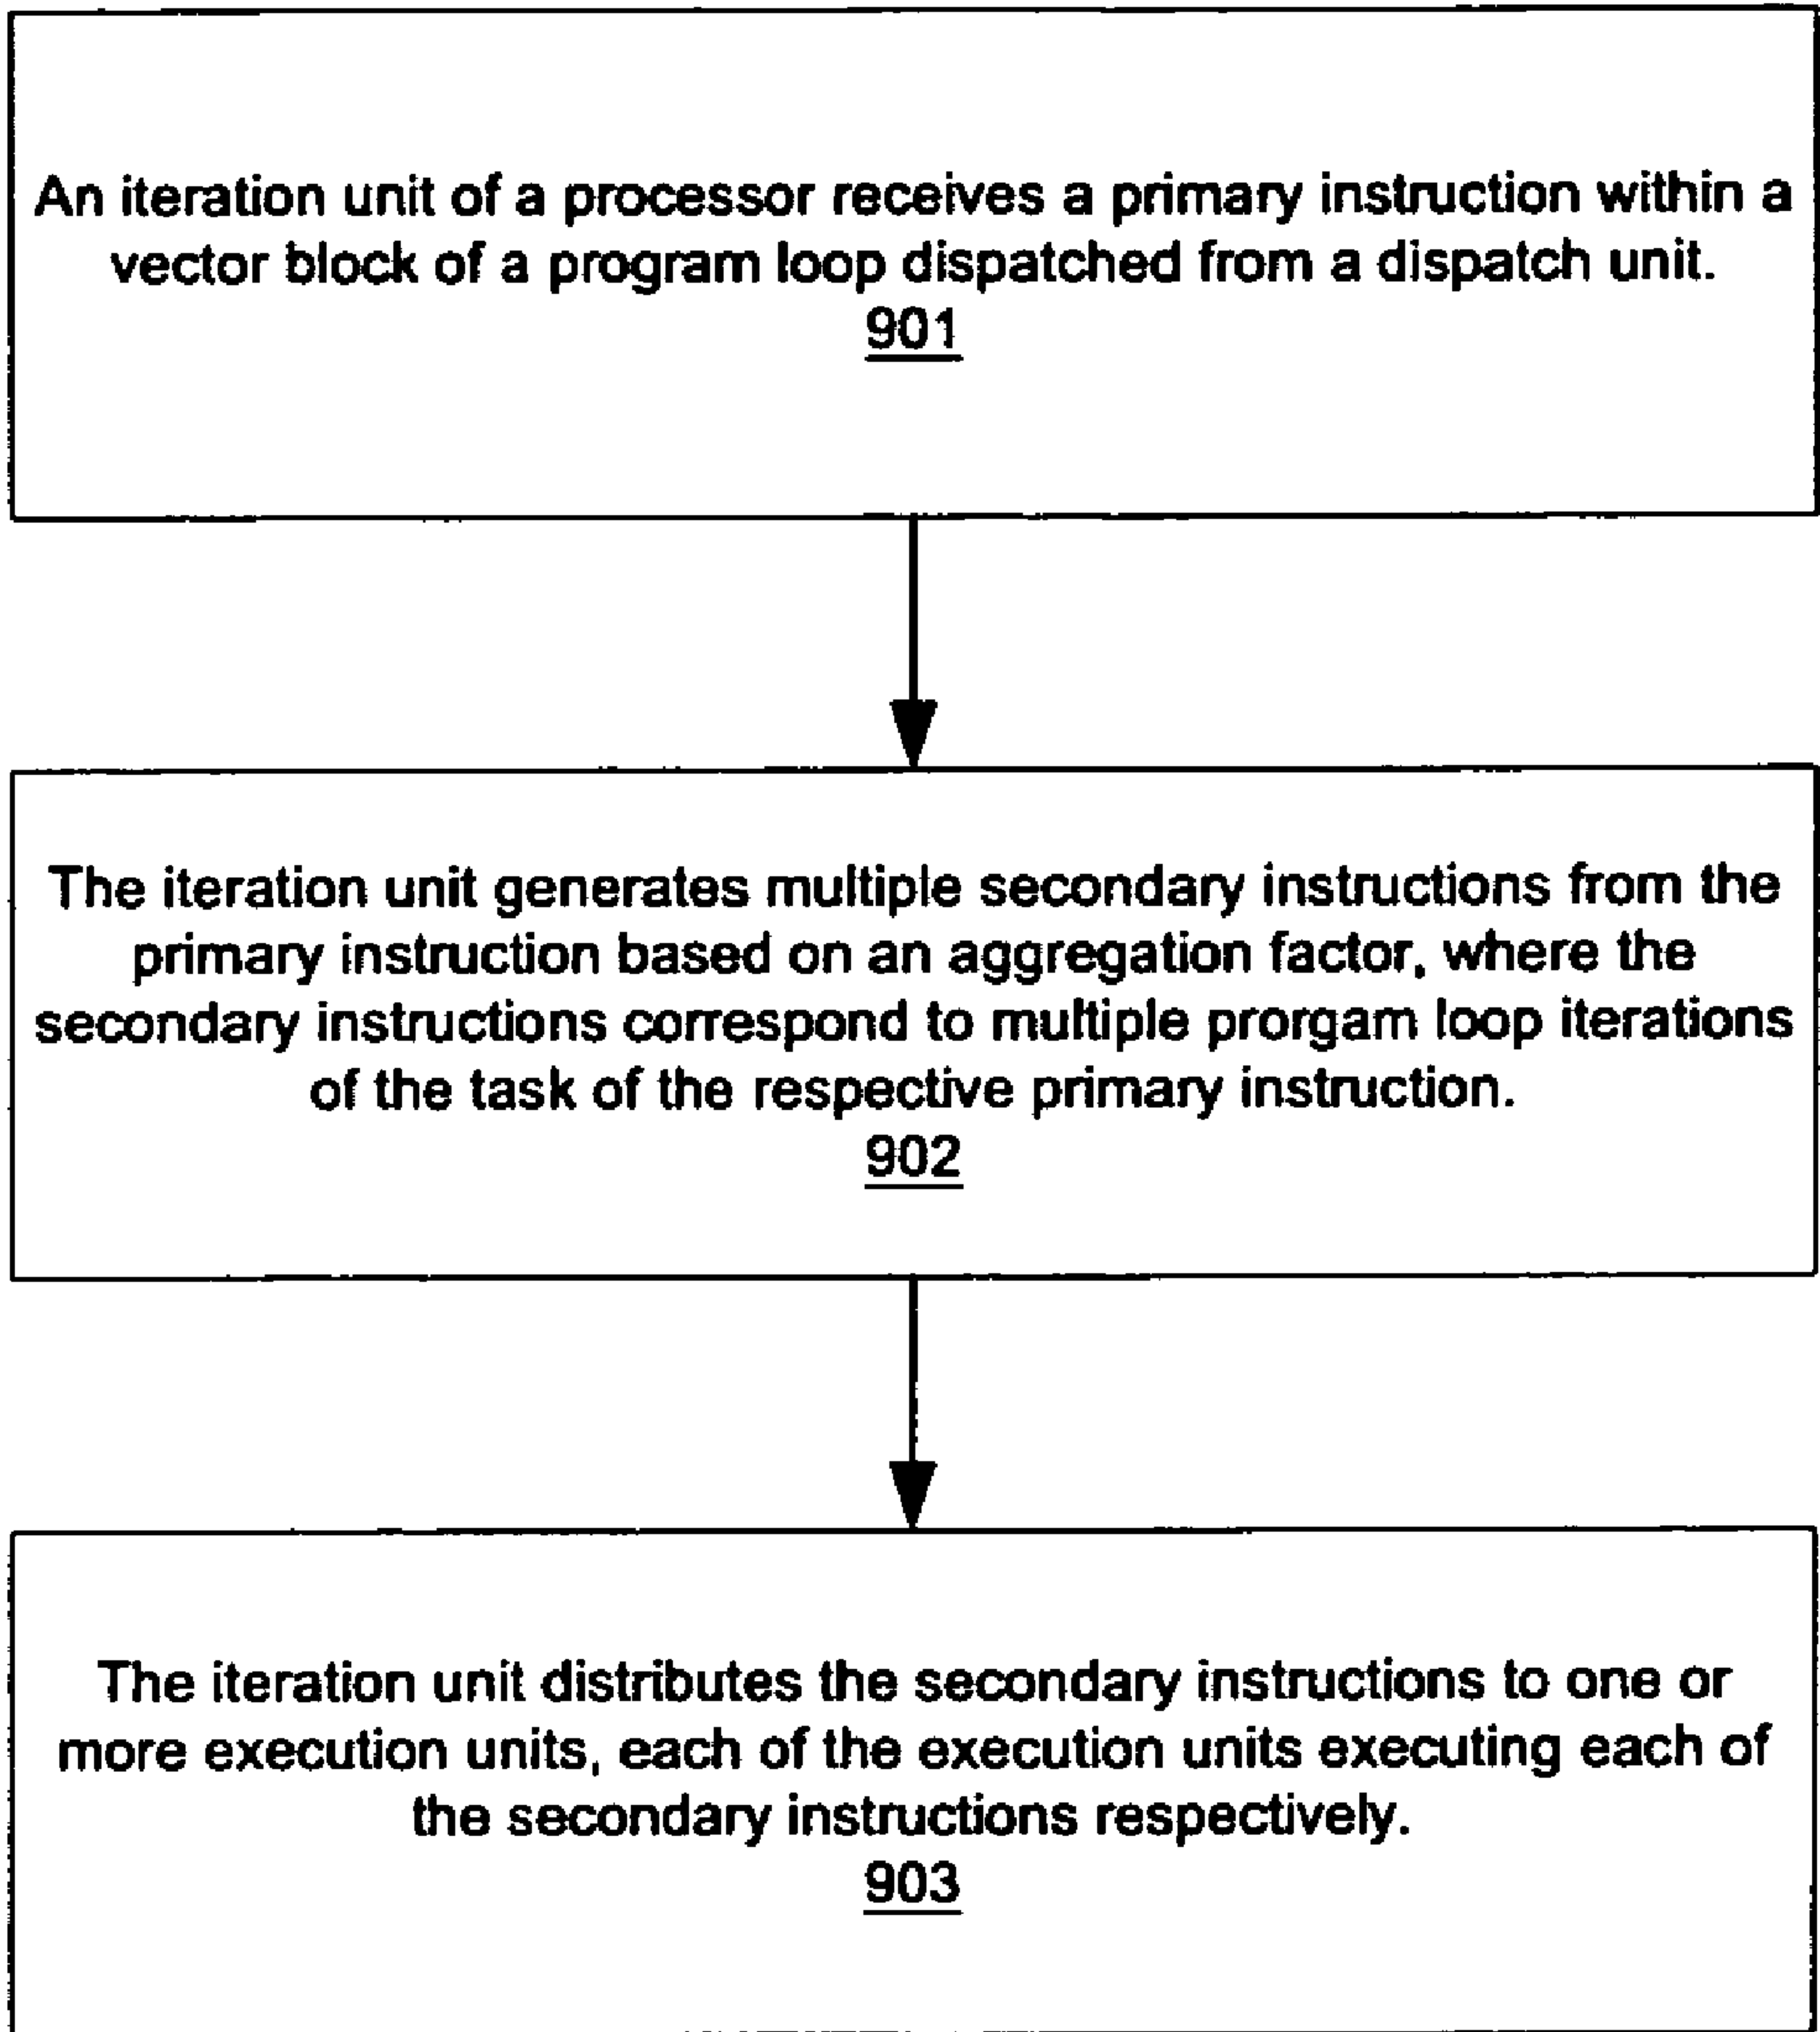 An iteration unit of a processor receives a primary instruction within a
vector block of a program loop dispatched from a dispatch unit.
901
The iteration unit generates multiple secondary instructions from the
primary instruction based on an aggregation factor, where the
secondary instructions correspond to multiple prorgam loop iterations
of the task of the respective primary instruction.
902
The iteration unit distributes the secondary instructions to one or
more execution units, each of the execution units executing each of
the secondary instructions respectively.
903